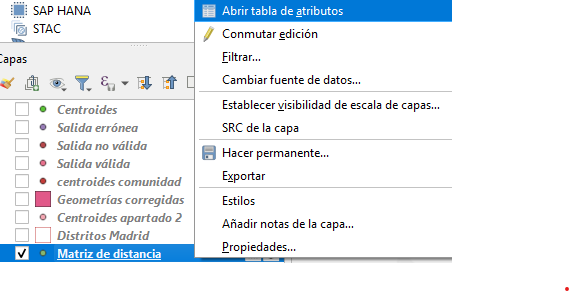 SAP HANA
STAC
Capas
Centroides
Salida errónea
Salida no válida
Salida válida
centroides comunidad
Geometrías corregidas
Centroides apartado 2
Distritos Madrid
Matriz de distancia
Abrir tabla de atributos
Conmutar edición
Filtrar...
Cambiar fuente de datos...
Establecer visibilidad de escala de capas...
SRC de la capa
Hacer permanente...
Exportar
Estilos
Añadir notas de la capa...
Propiedades...